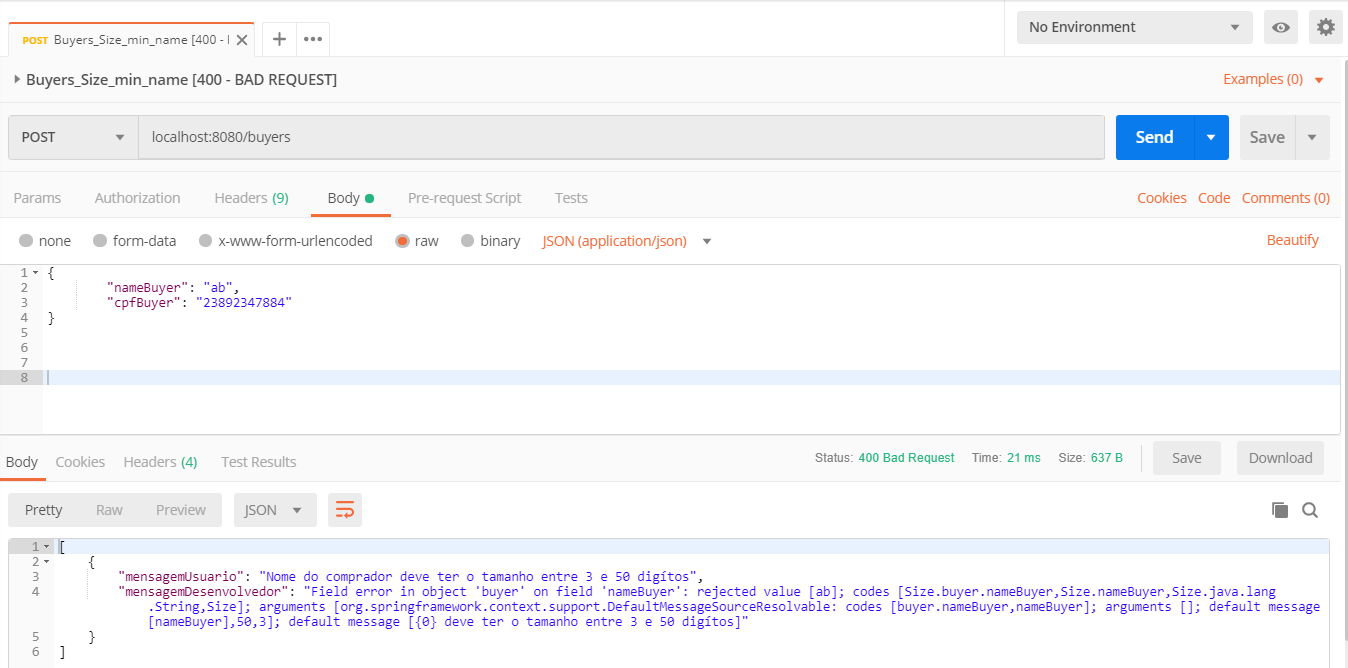 POST Buyers_Size_min_name [400 - I
No Environment
Buyers_Size_min_name [400 - BAD REQUEST]
Examples (0)
POST localhost:8080/buyers Send Save
Params Authorization Headers (9) Body Pre-request Script Tests Cookies Code Comments (0)
none form-data x-www-form-urlencoded raw binary JSON (application/json) Beautify
1 {
2 "nameBuyer": "ab",
3 "cpfBuyer": "23892347884"
4 }
5
6
7
8
Body Cookies Headers (4) Test Results Status: 400 Bad Request Time: 21 ms Size: 637 B Save Download
Pretty Raw Preview JSON
1 [
2 {
3 "mensagemUsuario": "Nome do comprador deve ter o tamanho entre 3 e 50 digítos",
4 "mensagemDesenvolvedor": "Field error in object 'buyer' on field 'nameBuyer': rejected value [ab]; codes [Size.buyer.nameBuyer,Size.nameBuyer,Size.java.lang
.String,Size]; arguments [org.springframework.context.support.DefaultMessageSourceResolvable: codes [buyer.nameBuyer,nameBuyer]; arguments []; default message
[nameBuyer],50,3]; default message [{0} deve ter o tamanho entre 3 e 50 digítos]"
5 }
6 ]